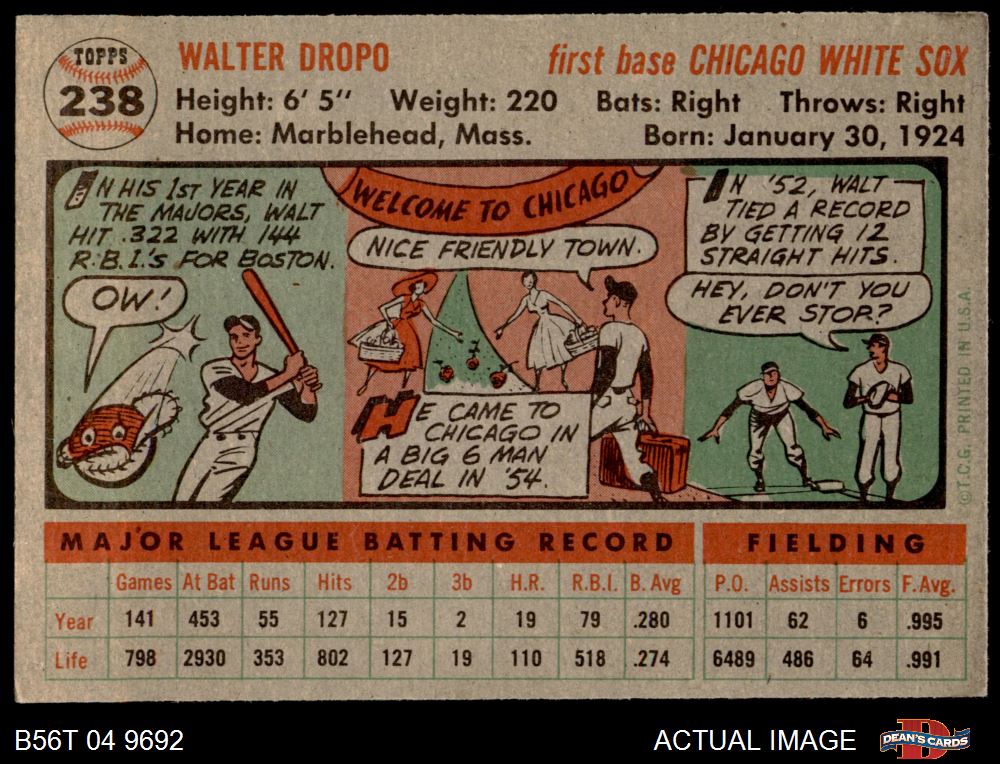 TOPPS
238
WALTER DROPO
first base CHICAGO WHITE SOX
Height: 6' 5" Weight: 220 Bats: Right Throws: Right
Home: Marblehead, Mass. Born: January 30, 1924
IN HIS 1ST YEAR IN
THE MAJORS, WALT
HIT .322 WITH 144
R.B.I.'S FOR BOSTON.
OW!
WELCOME TO CHICAGO
NICE FRIENDLY TOWN.
HE CAME TO
CHICAGO IN
A BIG 6 MAN
DEAL IN '54.
IN '52, WALT
TIED A RECORD
BY GETTING 12
STRAIGHT HITS.
HEY, DON'T YOU
EVER STOP?
©T.C.G. PRINTED IN U.S.A.
MAJOR LEAGUE BATTING RECORD FIELDING
Games At Bat Runs Hits 2b 3b H.R. R.B.I. B. Avg P.O. Assists Errors F. Avg.
Year 141 453 55 127 15 2 19 79 .280 1101 62 6 .995
Life 798 2930 353 802 127 19 110 518 .274 6489 486 64 .991
B56T 04 9692 ACTUAL IMAGE
D
DEAN'S CARDS